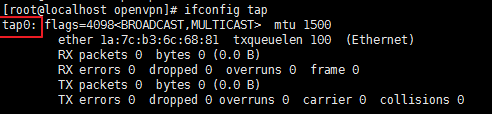 [root@localhost openvpn]# ifconfig tap
tap0: flags=4098<BROADCAST,MULTICAST>  mtu 1500
        ether 1a:7c:b3:6c:68:81  txqueuelen 100  (Ethernet)
        RX packets 0  bytes 0 (0.0 B)
        RX errors 0  dropped 0  overruns 0  frame 0
        TX packets 0  bytes 0 (0.0 B)
        TX errors 0  dropped 0 overruns 0  carrier 0  collisions 0